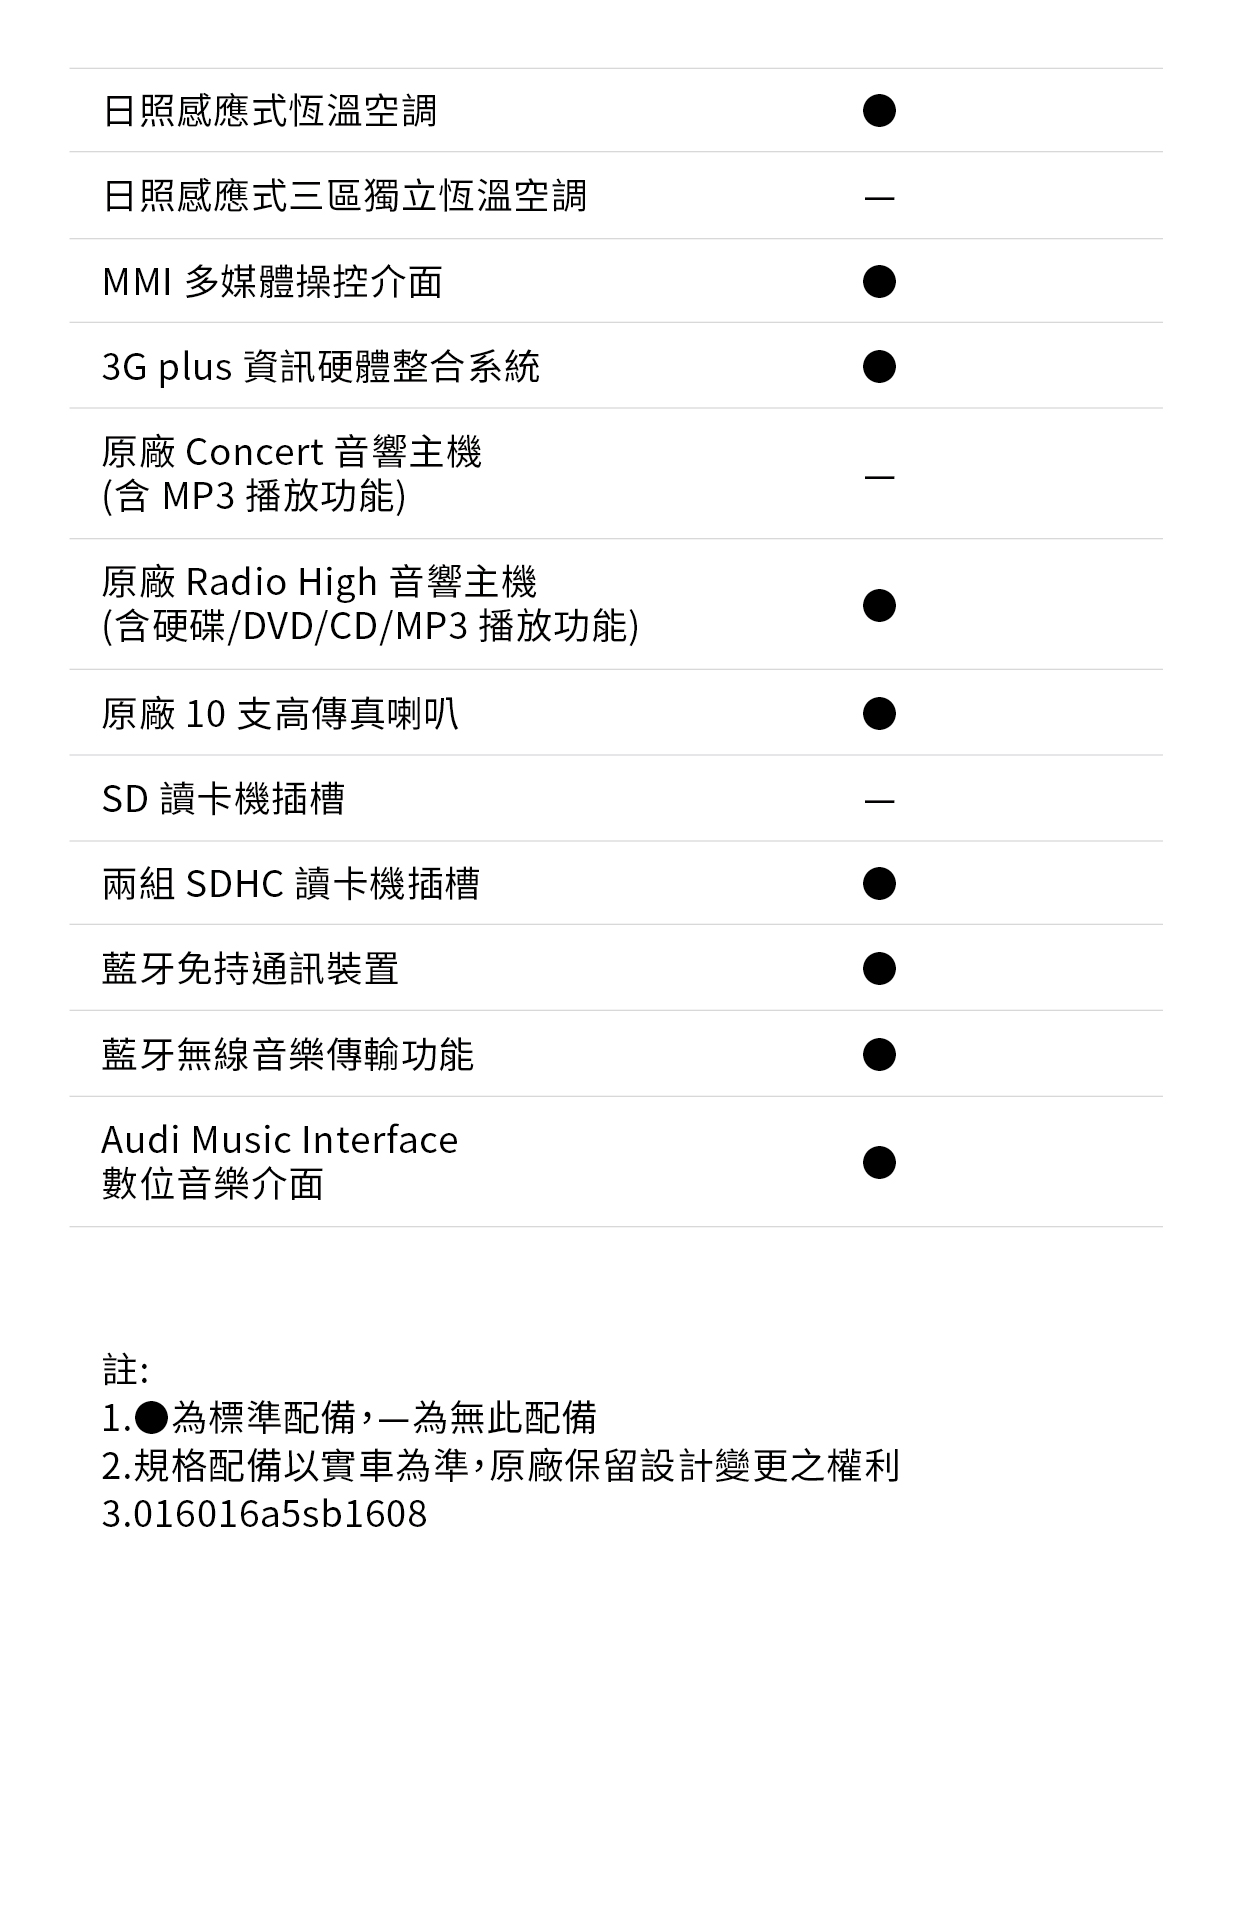 日照感應式恆溫空調 ●
日照感應式三區獨立恆溫空調 —
MMI 多媒體操控介面 ●
3G plus 資訊硬體整合系統 ●
原廠 Concert 音響主機
(含 MP3 播放功能) —
原廠 Radio High 音響主機
(含硬碟/DVD/CD/MP3 播放功能) ●
原廠 10 支高傳真喇叭 ●
SD 讀卡機插槽 —
兩組 SDHC 讀卡機插槽 ●
藍牙免持通訊裝置 ●
藍牙無線音樂傳輸功能 ●
Audi Music Interface
數位音樂介面 ●
註:
1.●為標準配備，—為無此配備
2.規格配備以實車為準，原廠保留設計變更之權利
3.016016a5sb1608